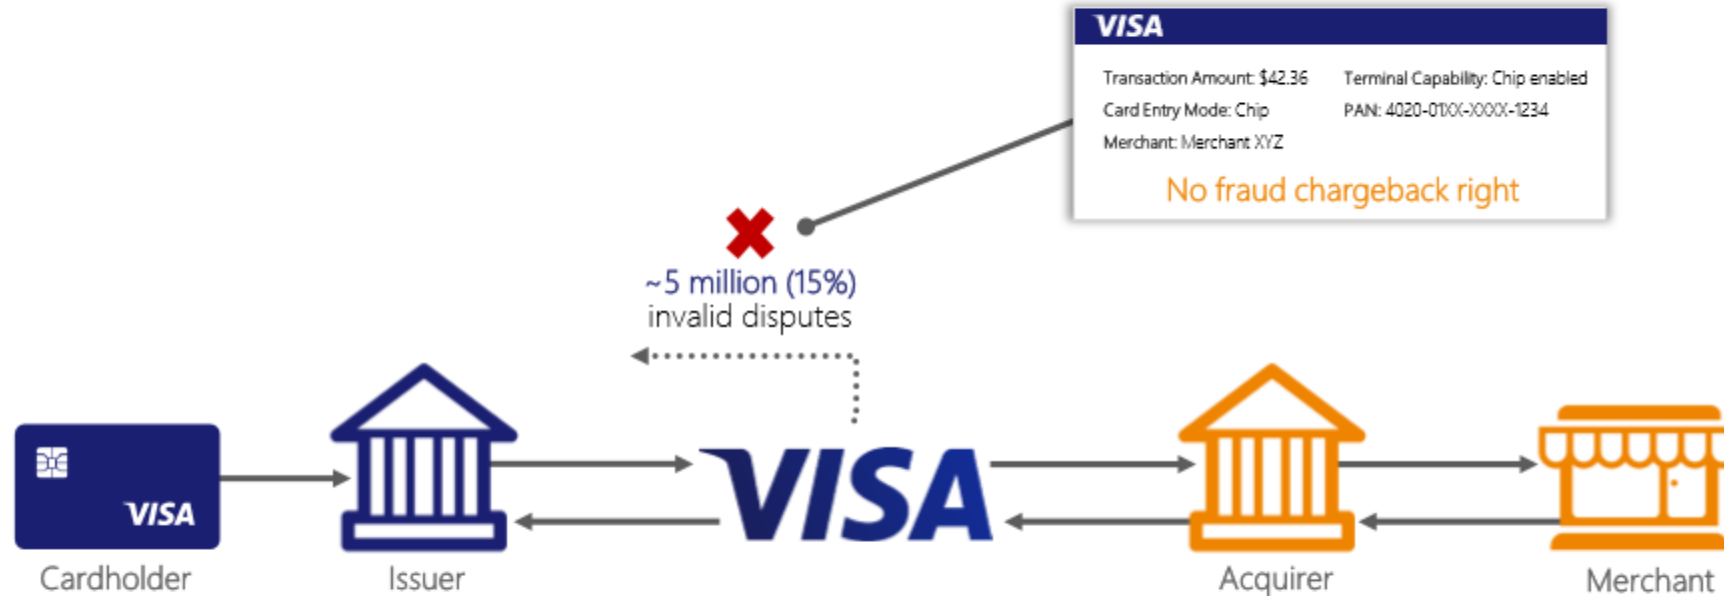 VISA
Transaction Amount: $42.36 Terminal Capability: Chip enabled
Card Entry Mode: Chip PAN: 4020-01XX-XXXX-1234
Merchant: Merchant XYZ
No fraud chargeback right
~5 million (15%)
invalid disputes
VISA
VISA
Cardholder
Issuer
Acquirer
Merchant